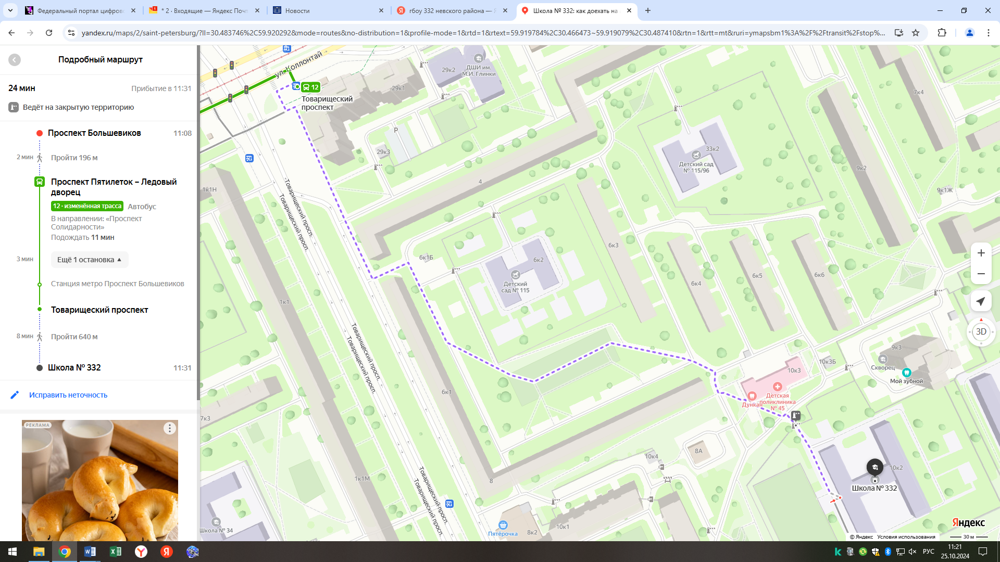 Федеральный портал цифров
* 2 · Входящие — Яндекс Поч
Новости
гбоу 332 невского района —
Школа № 332: как доехать на
yandex.ru/maps/2/saint-petersburg/?ll=30.483746%2C59.920292&mode=routes&no-distribution=1&profile-mode=1&rtd=1&rtext=59.919784%2C30.466473~59.919079%2C30.487410&rtn=1&rtt=mt&ruri=ymapsbm1%3A%2F%2Ftransit%2Fstop%...
Подробный маршрут
24 мин
Прибытие в 11:31
Ведёт на закрытую территорию
Проспект Большевиков 11:08
2 мин Пройти 196 м
Проспект Пятилеток – Ледовый
дворец
12 · изменённая трасса Автобус
В направлении: «Проспект
Солидарности»
Подождать 11 мин
3 мин
Ещё 1 остановка
Станция метро Проспект Большевиков
Товарищеский проспект
8 мин Пройти 640 м
Школа № 332 11:31
Исправить неточность
РЕКЛАМА
ул. Коллонтай
12
Товарищеский
проспект
29к1
29к2
ДШИ им.
М.И. Глинки
7к4
P
29к3
33к2
Детский сад
№ 115/96
9к2
4
1к1Н
9к1Ж
Товарищеский просп.
Товарищеский просп.
6к3
6к1Б
6к2
Детский
сад № 115
6к4
6к5
6к6
1к1
3D
Товарищеский просп.
Товарищеский просп.
9к3
Скворец
Мой зубной
10к3Б
10к3
Детская
поликлиника
№ 45
Дункан
6к1
7к3
8А
10к4
10к2
Школа № 332
8
1к1М
Товарищеский просп.
Товарищеский просп.
Школа № 34
Пятёрочка
8к2
10к1
Яндекс
© Яндекс Условия использования
30 м
РУС
11:21
25.10.2024